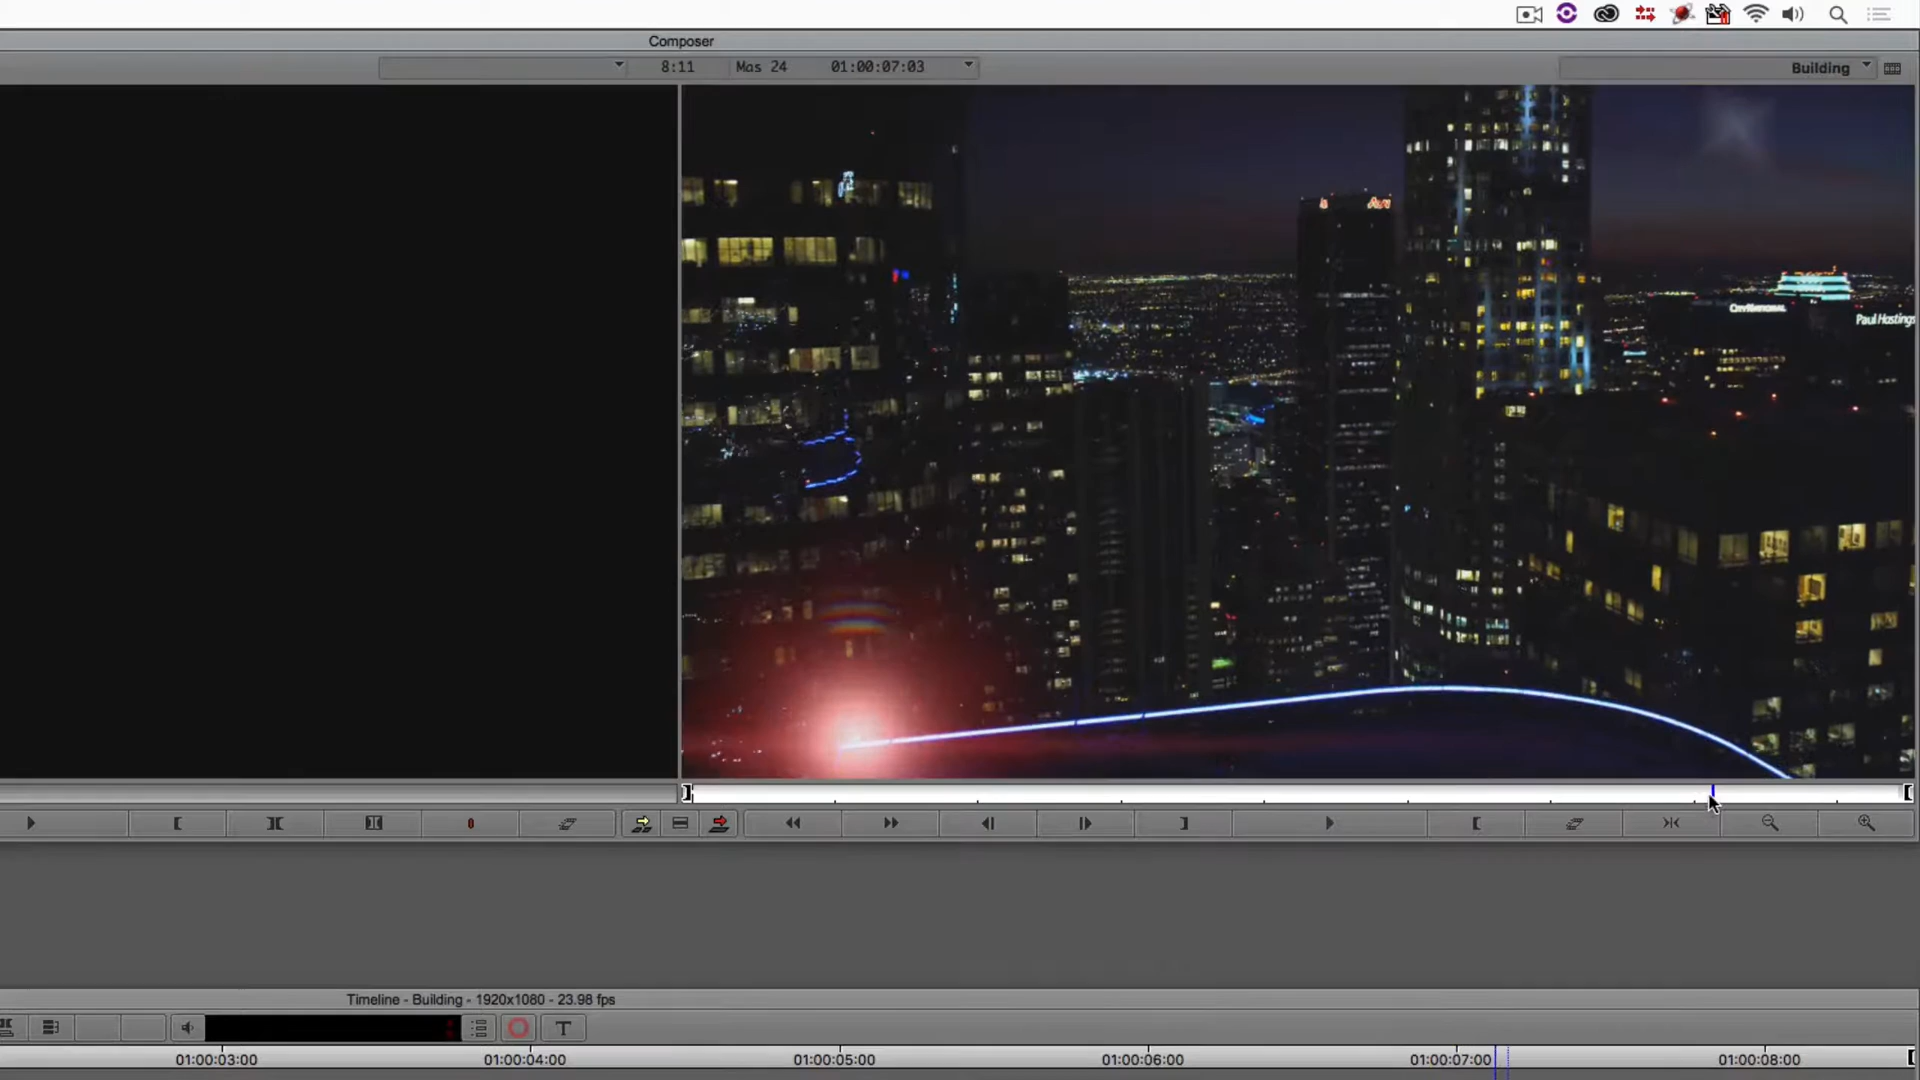 Composer
8:11 Mas 24 01:00:07:03
Building
CITY NATIONAL
Paul Hastings
Timeline - Building - 1920x1080 - 23.98 fps
T
01:00:03:00 01:00:04:00 01:00:05:00 01:00:06:00 01:00:07:00 01:00:08:00